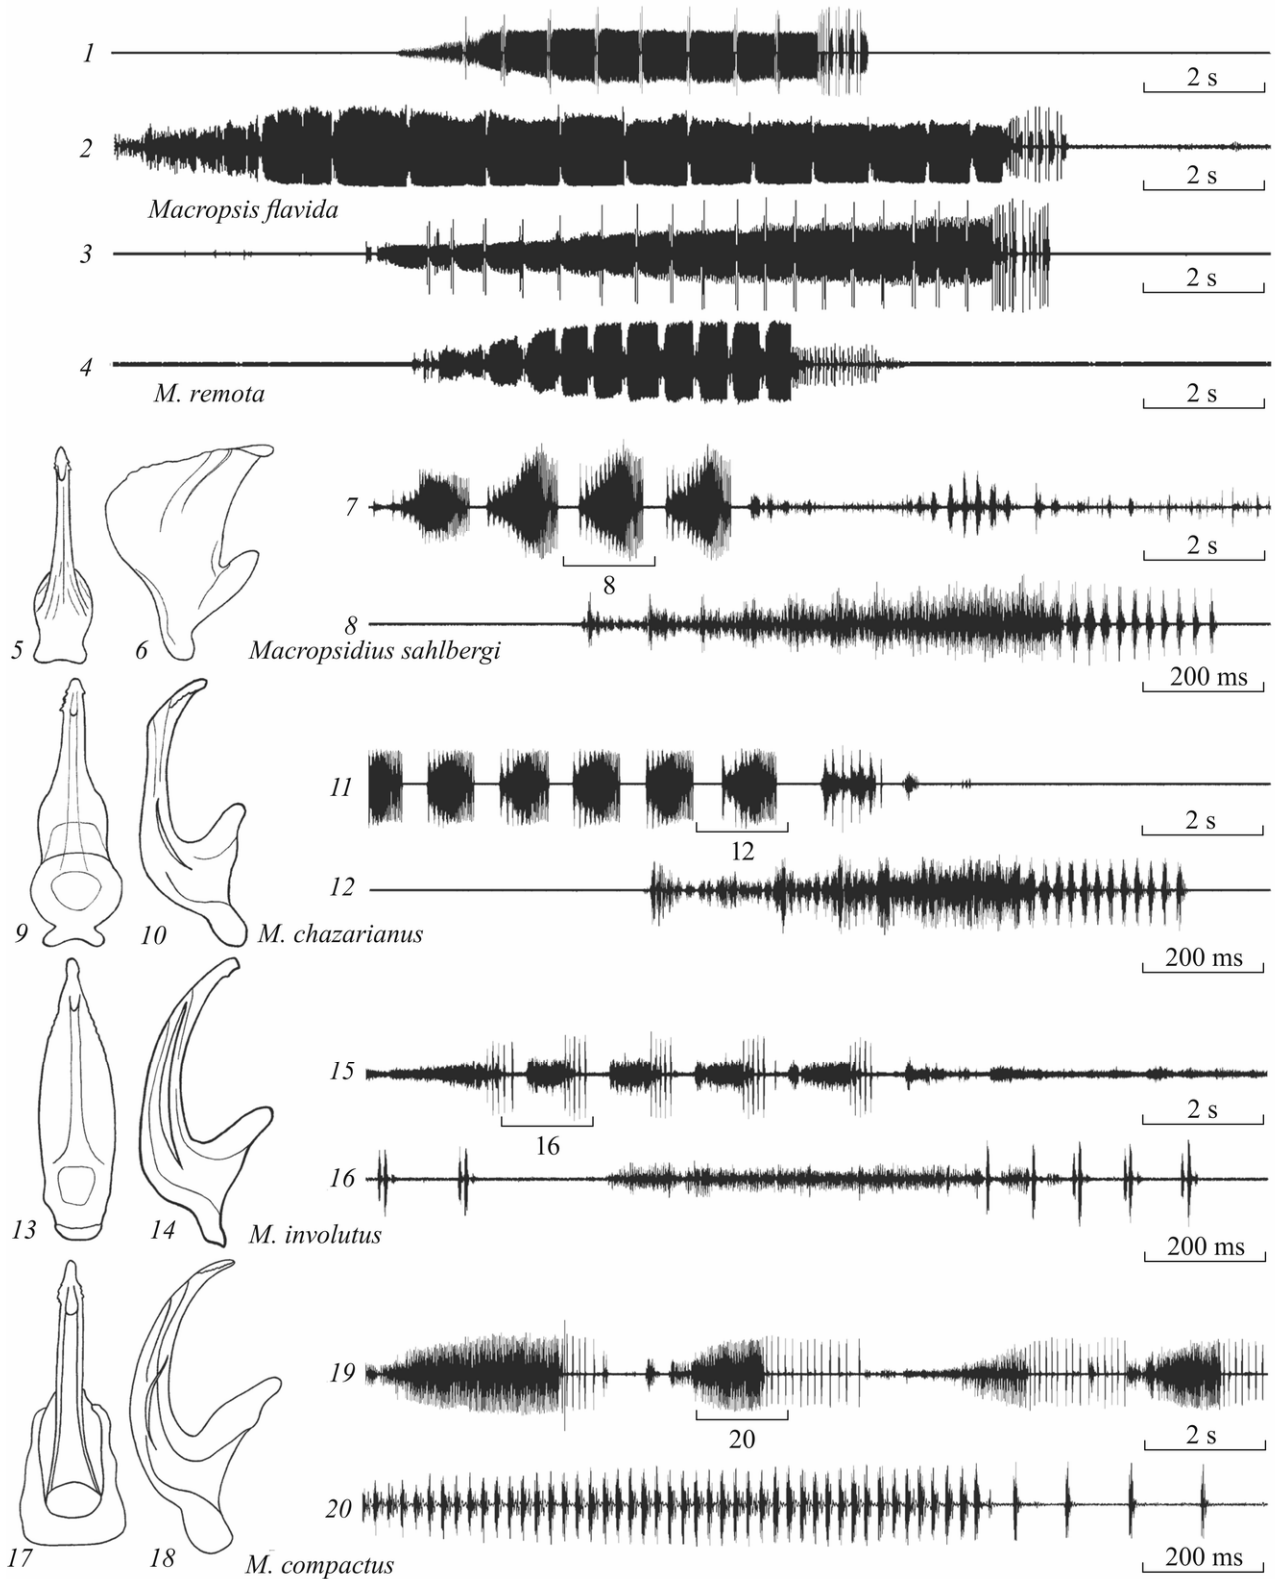 1
2 s
2
2 s
Macropsis flavida
3
2 s
4
M. remota
2 s
7
2 s
8
8
5 6 Macropsidius sahlbergi
200 ms
11
2 s
12
12
9 10 M. chazarianus
200 ms
15
2 s
16
16
13 14 M. involutus
200 ms
19
2 s
20
20
17 18 M. compactus
200 ms